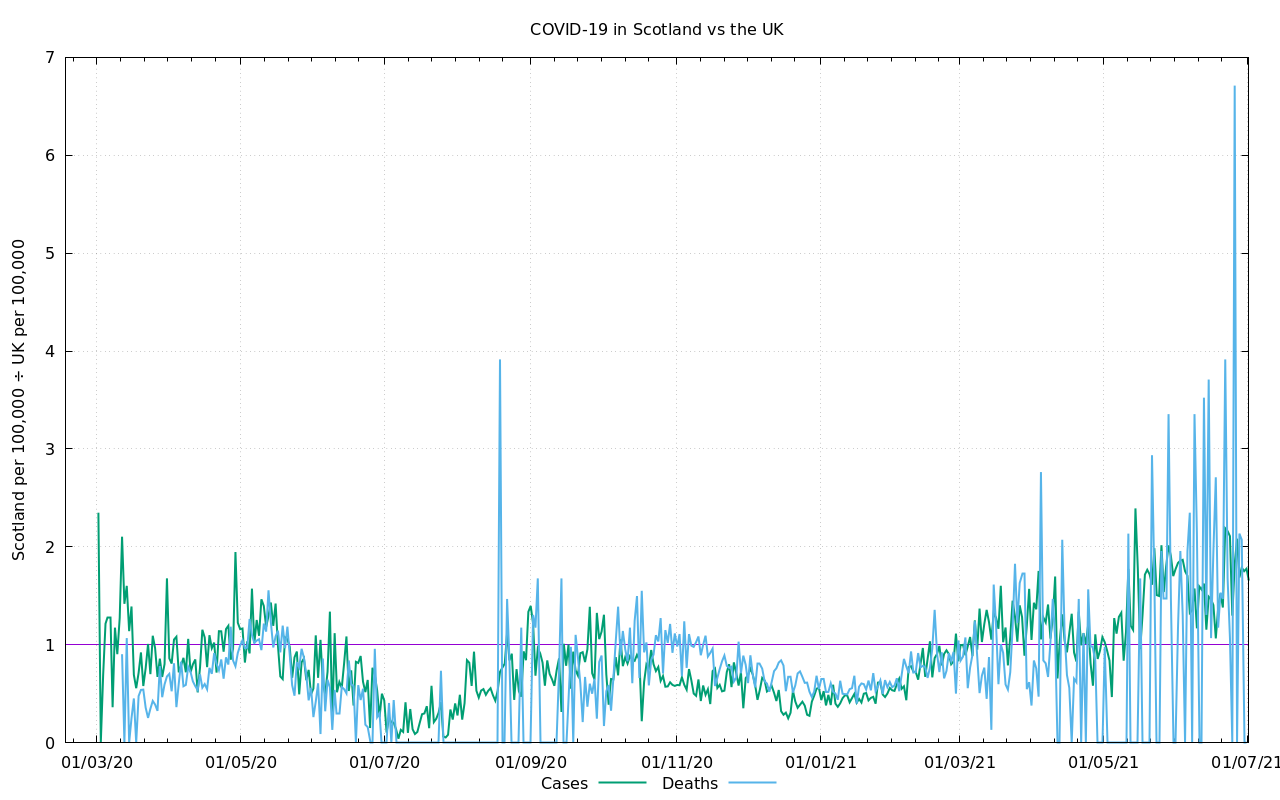 COVID-19 in Scotland vs the UK
Scotland per 100,000 ÷ UK per 100,000
7
6
5
4
3
2
1
0
01/03/20 01/05/20 01/07/20 01/09/20 01/11/20 01/01/21 01/03/21 01/05/21 01/07/21
Cases Deaths